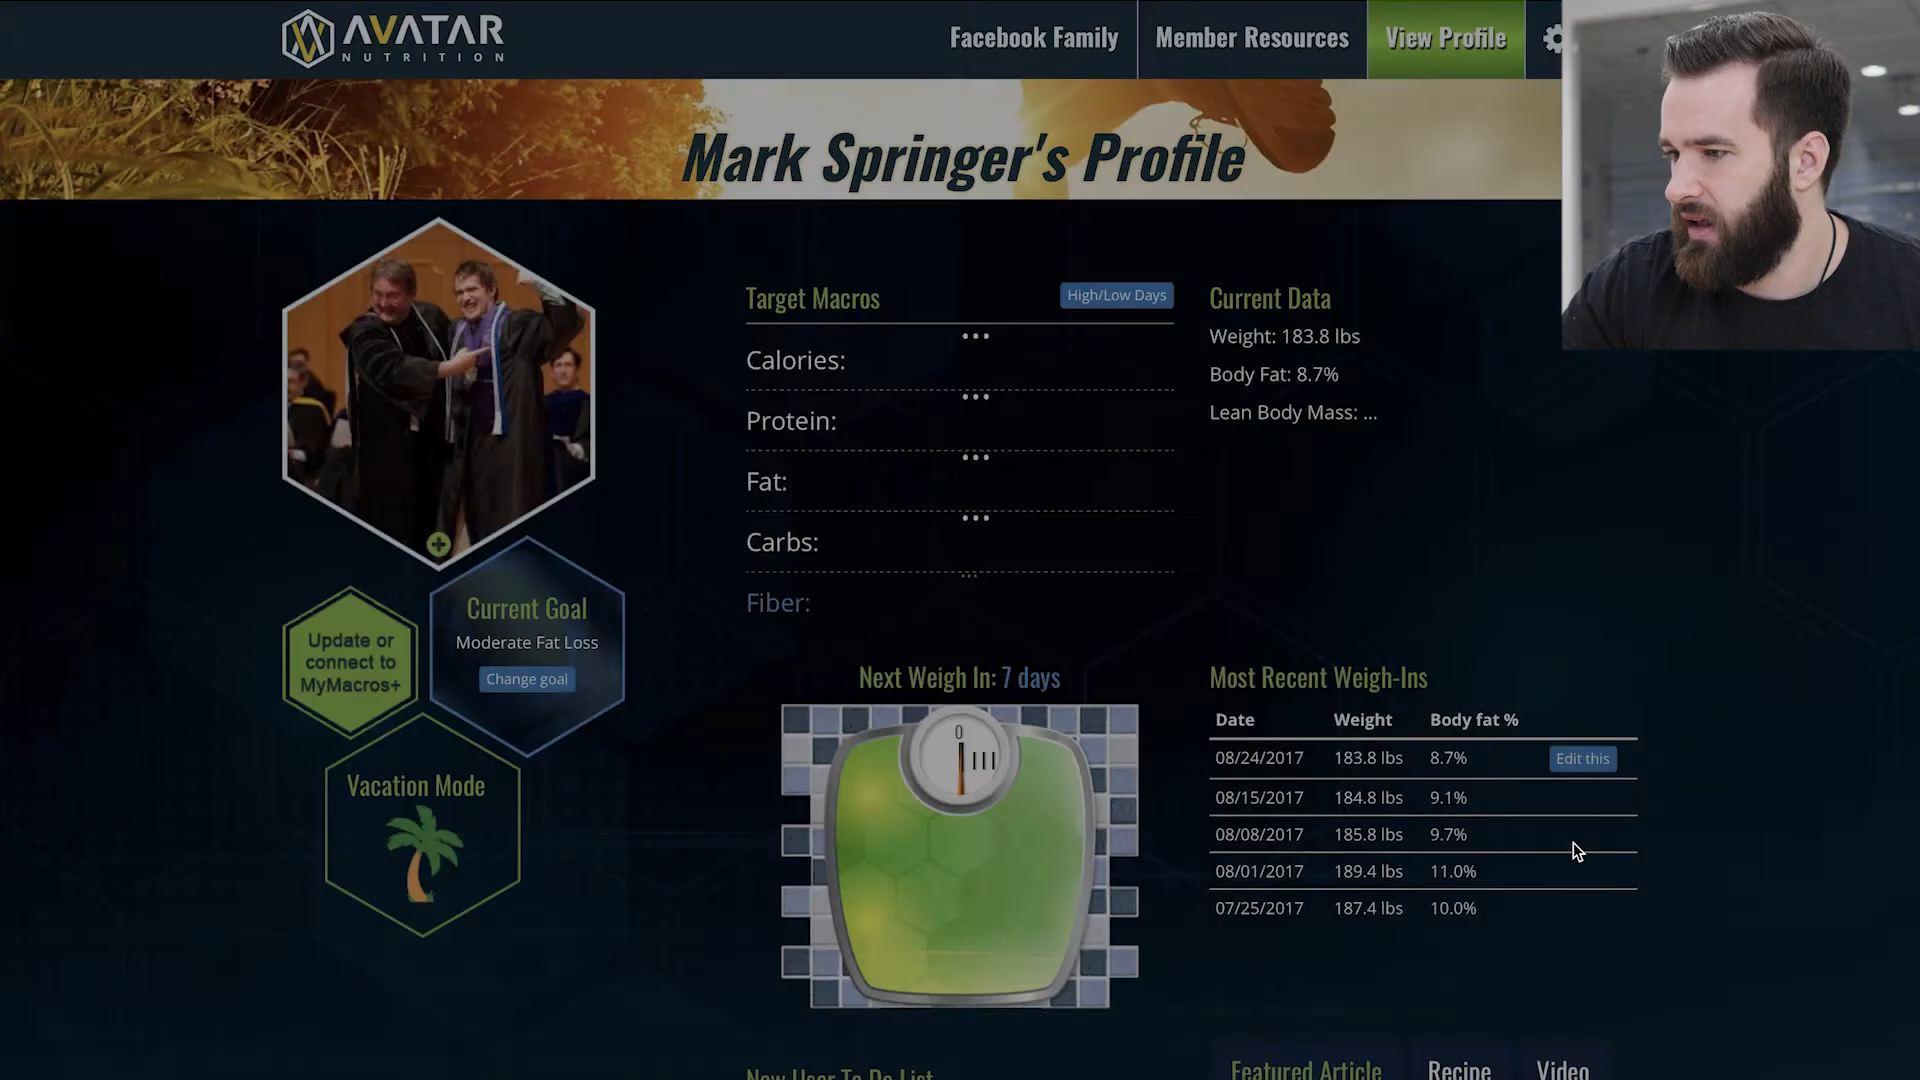 AVATAR
NUTRITION
Facebook Family
Member Resources
View Profile
Mark Springer's Profile
Target Macros
High/Low Days
...
Calories:
...
Protein:
...
Fat:
...
Carbs:
...
Fiber:
Current Data
Weight: 183.8 lbs
Body Fat: 8.7%
Lean Body Mass: ...
Update or
connect to
MyMacros+
Current Goal
Moderate Fat Loss
Change goal
Vacation Mode
Next Weigh In: 7 days
0
Most Recent Weigh-Ins
Date Weight Body fat %
08/24/2017 183.8 lbs 8.7% Edit this
08/15/2017 184.8 lbs 9.1%
08/08/2017 185.8 lbs 9.7%
08/01/2017 189.4 lbs 11.0%
07/25/2017 187.4 lbs 10.0%
New User To Do List
Featured Article
Recipe
Video